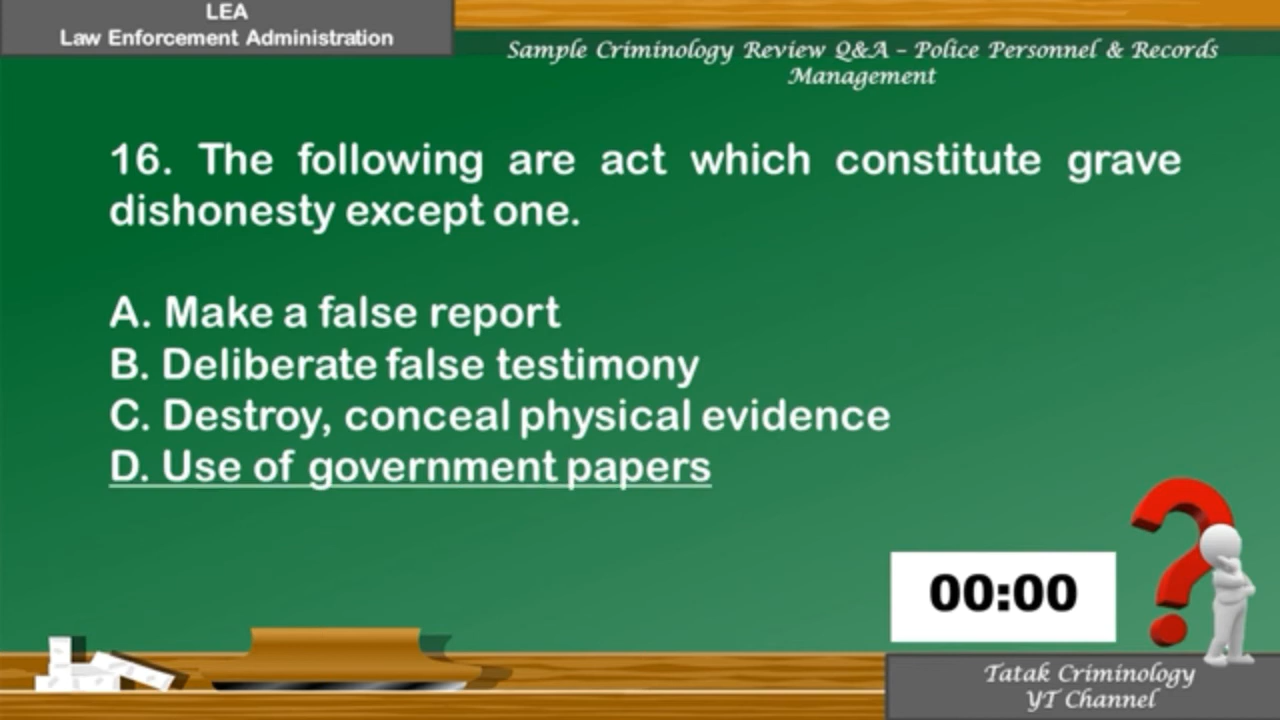 LEA
Law Enforcement Administration
Sample Criminology Review Q&A – Police Personnel & Records
Management
16. The following are act which constitute grave
dishonesty except one.
A. Make a false report
B. Deliberate false testimony
C. Destroy, conceal physical evidence
D. Use of government papers
00:00
Tatak Criminology
YT Channel